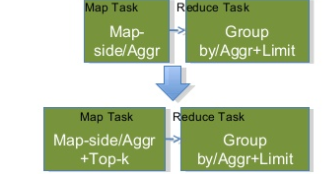 Map Task Reduce Task
Map- Group
side/Aggr by/Aggr+Limit
Map Task Reduce Task
Map-side/Aggr Group
+Top-k by/Aggr+Limit